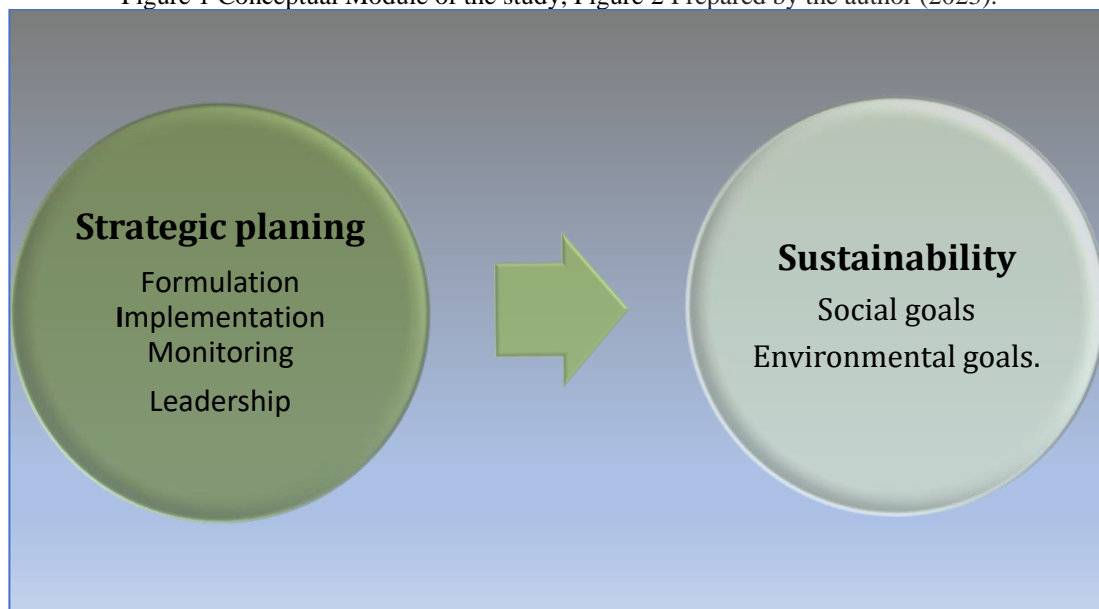 Figure 1 Conceptual Module of the study, Figure 2 Prepared by the author (2023).
Strategic planing
Formulation
Implementation
Monitoring
Leadership
Sustainability
Social goals
Environmental goals.